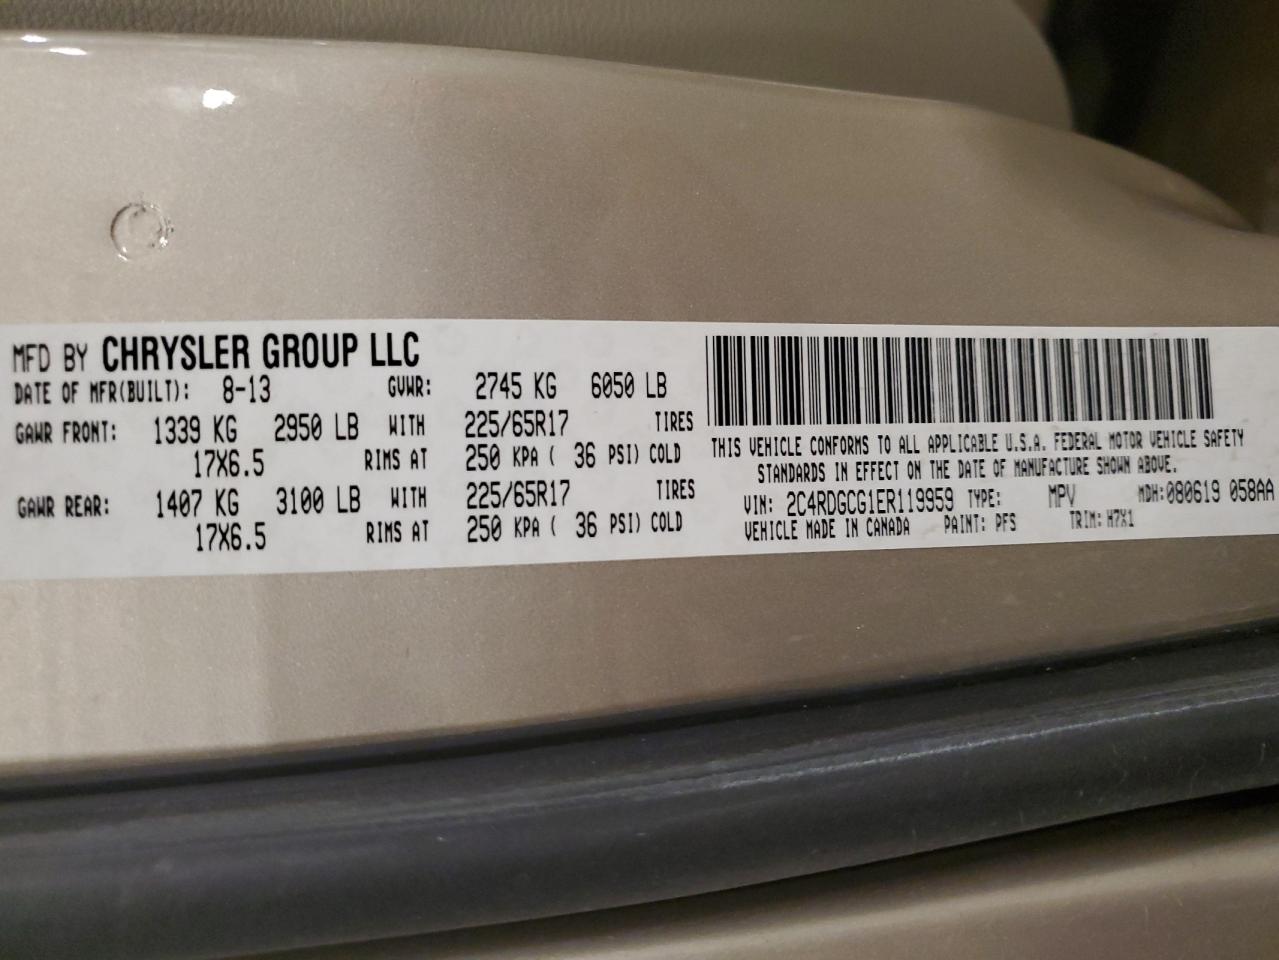 MFD BY CHRYSLER GROUP LLC
DATE OF MFR(BUILT): 8-13 GVWR: 2745 KG 6050 LB
GAWR FRONT: 1339 KG 2950 LB WITH 225/65R17 TIRES
17X6.5 RIMS AT 250 KPA ( 36 PSI) COLD
GAWR REAR: 1407 KG 3100 LB WITH 225/65R17 TIRES
17X6.5 RIMS AT 250 KPA ( 36 PSI) COLD
THIS VEHICLE CONFORMS TO ALL APPLICABLE U.S.A. FEDERAL MOTOR VEHICLE SAFETY
STANDARDS IN EFFECT ON THE DATE OF MANUFACTURE SHOWN ABOVE.
VIN: 2C4RDGCG1ER119959 TYPE: MPV MDH:080619 058AA
VEHICLE MADE IN CANADA PAINT: PFS TRIM: H7X1